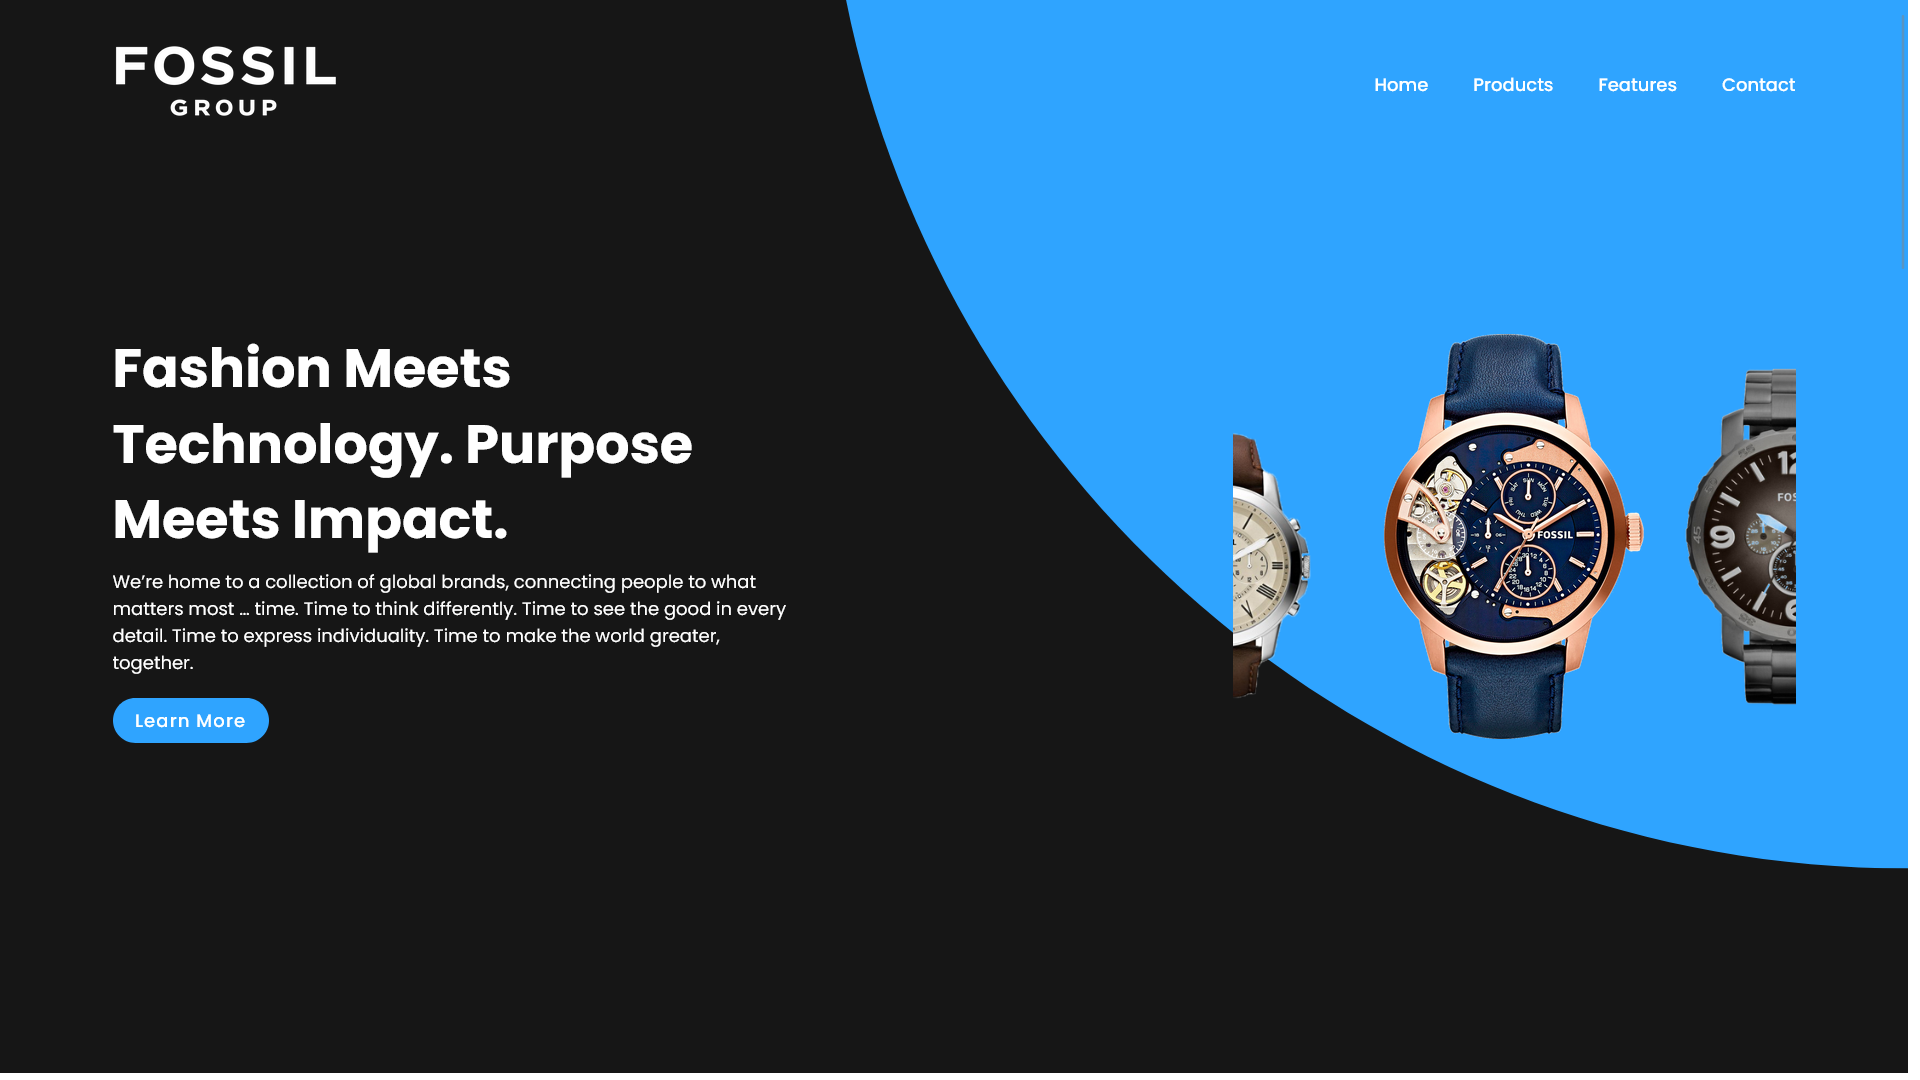 FOSSIL
GROUP
Home Products Features Contact
Fashion Meets
Technology. Purpose
Meets Impact.
We’re home to a collection of global brands, connecting people to what
matters most ... time. Time to think differently. Time to see the good in every
detail. Time to express individuality. Time to make the world greater,
together.
Learn More
FOSSIL